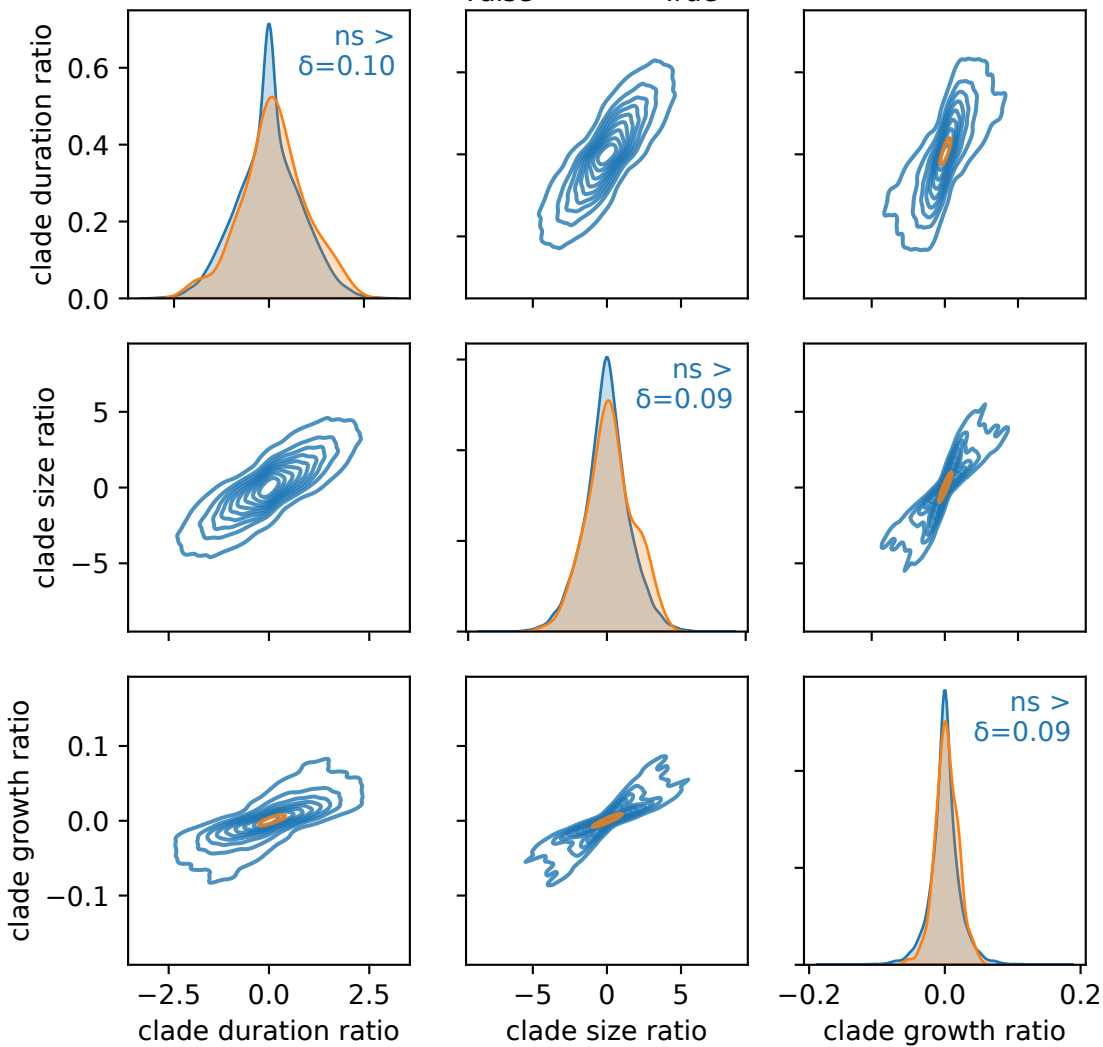 clade duration ratio
0.6
0.4
0.2
0.0
ns >
δ=0.10
clade size ratio
5
0
−5
ns >
δ=0.09
clade growth ratio
0.1
0.0
−0.1
ns >
δ=0.09
−2.5 0.0 2.5
−5 0 5
−0.2 0.0 0.2
clade duration ratio
clade size ratio
clade growth ratio